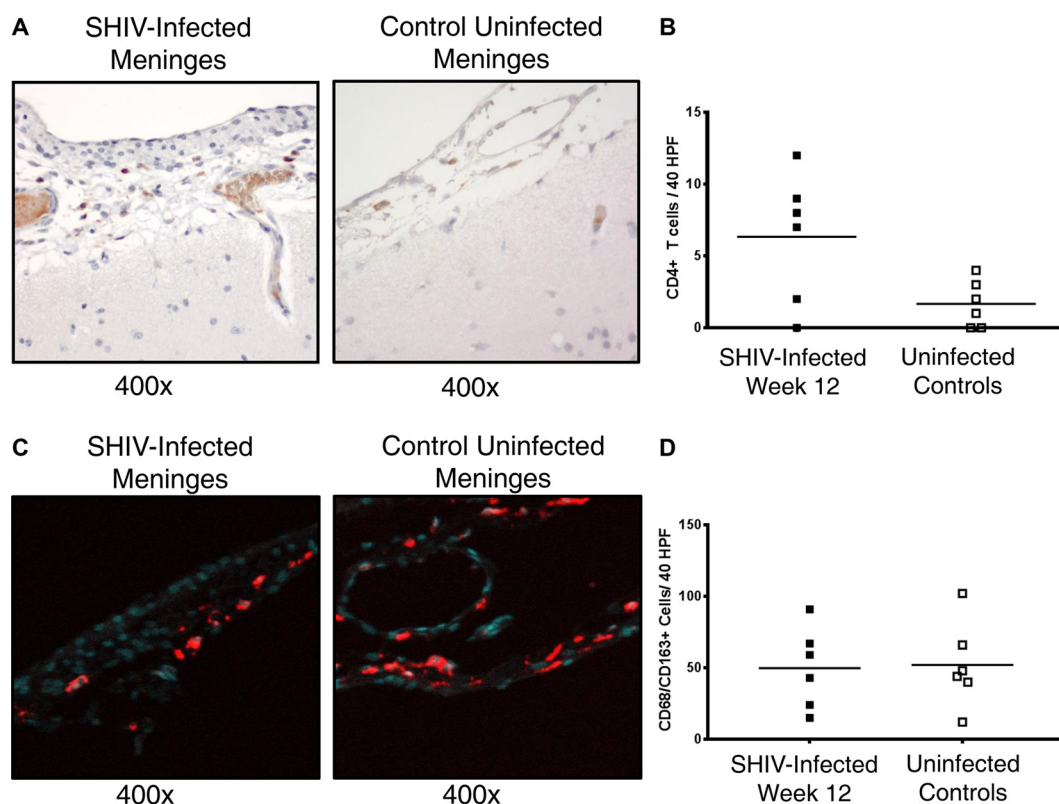 A
SHIV-Infected
Meninges
Control Uninfected
Meninges
400x
400x
B
CD4+ T cells / 40 HPF
15
10
5
0
SHIV-Infected
Week 12
Uninfected
Controls
C
SHIV-Infected
Meninges
Control Uninfected
Meninges
400x
400x
D
CD68/CD163+ Cells/ 40 HPF
150
100
50
0
SHIV-Infected
Week 12
Uninfected
Controls